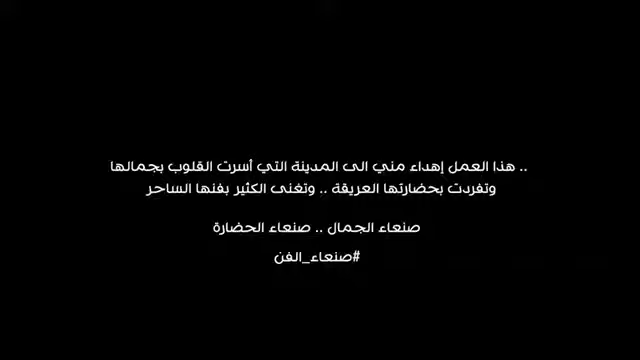 هذا العمل إهداء مني الى المدينة التي أسرت القلوب بجمالها ..
وتفردت بحضارتها العريقة .. وتغنى الكثير بفنها الساحر
صنعاء الجمال .. صنعاء الحضارة
#صنعاء_الفن